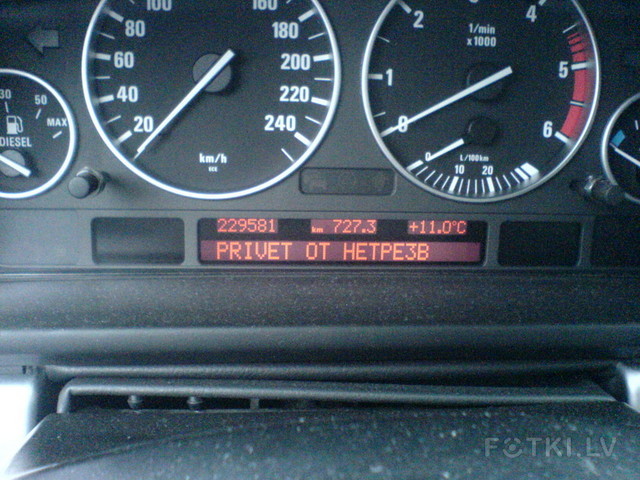 100 160
80 180
60 200
40 220
20 240
km/h
30
50
MAX
DIESEL
2 4
1/min
x1000
1 5
0 6
0
L/100km
10 20
229581 km 727.3 +11.0°C
PRIVET OT HETPE3B
FOTKI.LV